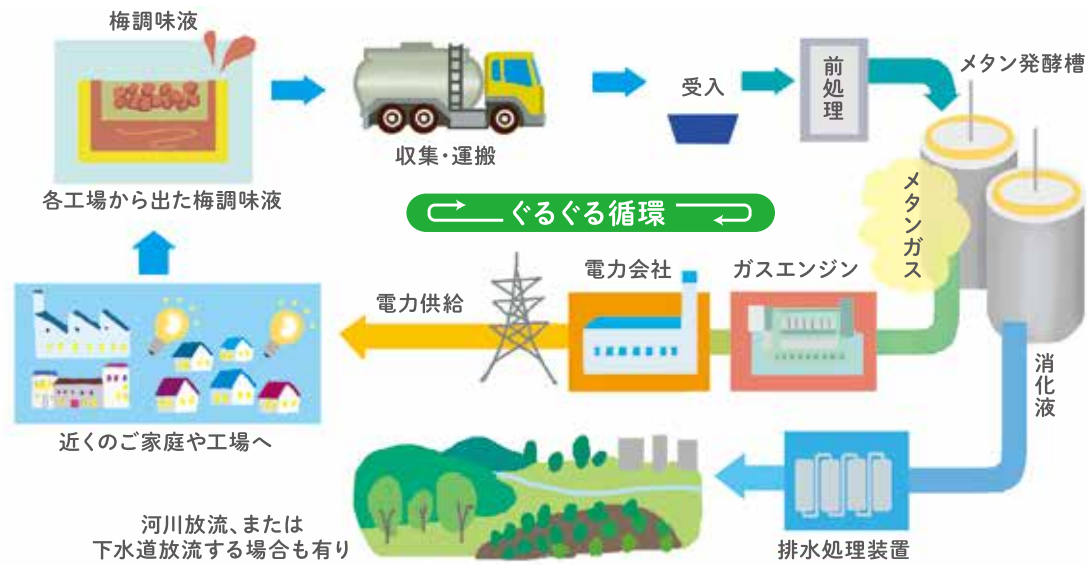 梅調味液
各工場から出た梅調味液
収集・運搬
受入
前処理
メタン発酵槽
メタンガス
ぐるぐる循環
ガスエンジン
電力会社
電力供給
近くのご家庭や工場へ
消化液
排水処理装置
河川放流、または
下水道放流する場合も有り